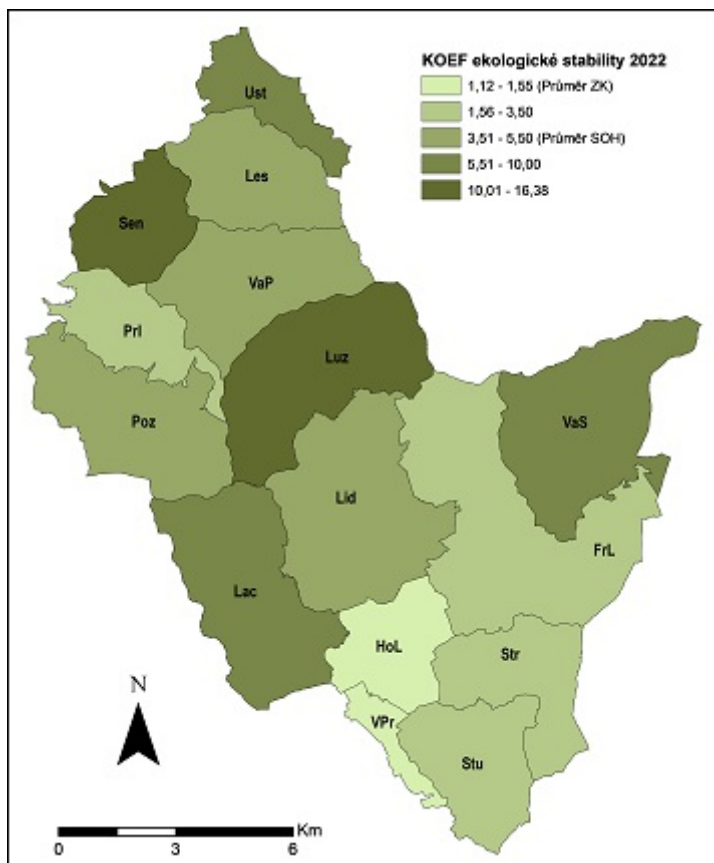 KOEF ekologické stability 2022
1,12 - 1,55 (Průměr ZK)
1,56 - 3,50
3,51 - 5,50 (Průměr SOH)
5,51 - 10,00
10,01 - 16,38
Ust
Les
Sen
VaP
Prl
Luz
Poz
VaS
Lid
FrL
Lac
HoL
Str
VPr
Stu
N
Km
0 3 6